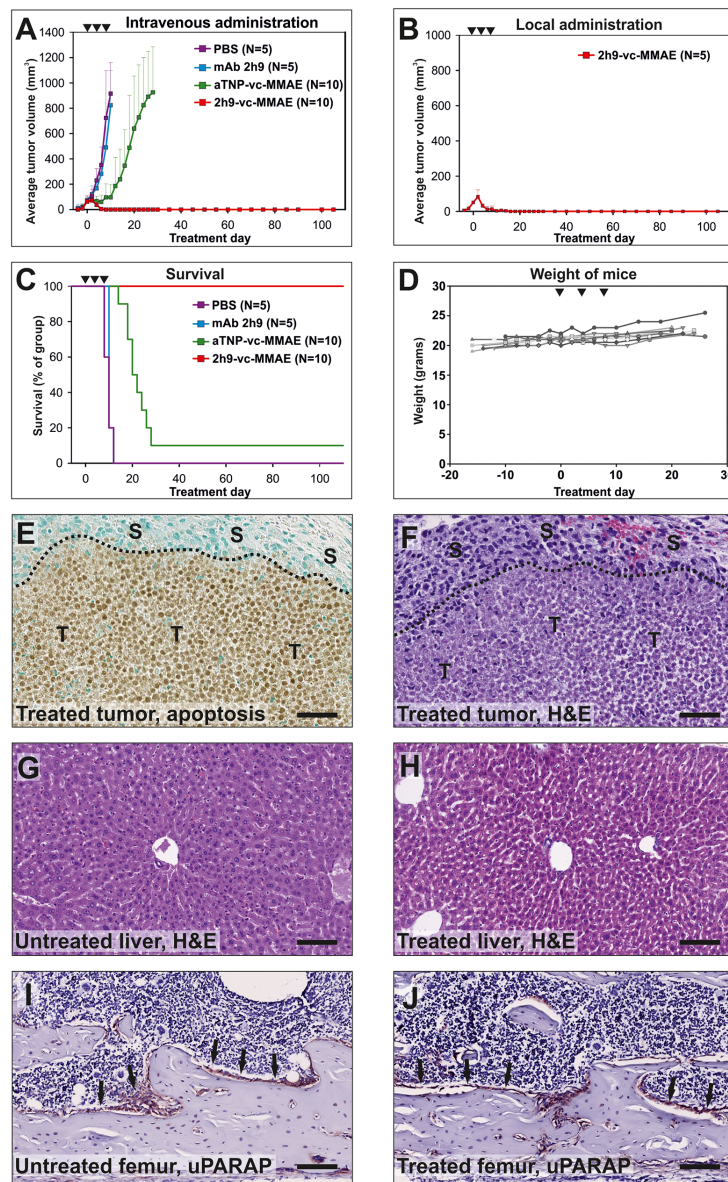 A
Intravenous administration
PBS (N=5)
mAb 2h9 (N=5)
aTNP-vc-MMAE (N=10)
2h9-vc-MMAE (N=10)
Average tumor volume (mm³)
1400
1200
1000
800
600
400
200
0
0 20 40 60 80 100
Treatment day
B
Local administration
2h9-vc-MMAE (N=5)
Average tumor volume (mm³)
1000
800
600
400
200
0
0 20 40 60 80 100
Treatment day
C
Survival
PBS (N=5)
mAb 2h9 (N=5)
aTNP-vc-MMAE (N=10)
2h9-vc-MMAE (N=10)
Survival (% of group)
100
80
60
40
20
0
0 20 40 60 80 100
Treatment day
D
Weight of mice
Weight (grams)
30
25
20
15
10
5
0
-20 -10 0 10 20 30
Treatment day
E
S S S
T T T
Treated tumor, apoptosis
F
S S S
T T T
Treated tumor, H&E
G
Untreated liver, H&E
H
Treated liver, H&E
I
Untreated femur, uPARAP
J
Treated femur, uPARAP